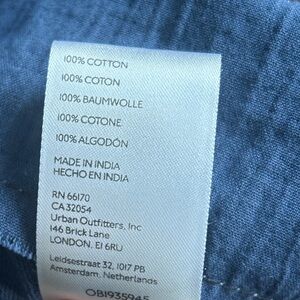 100% COTTON
100% COTON
100% BAUMWOLLE
100% COTONE
100% ALGODÓN
MADE IN INDIA
HECHO EN INDIA
RN 66170
CA 32054
Urban Outfitters, Inc
146 Brick Lane
LONDON, E1 6RU
Leidsestraat 32, 1017 PB
Amsterdam, Netherlands
OB1935945